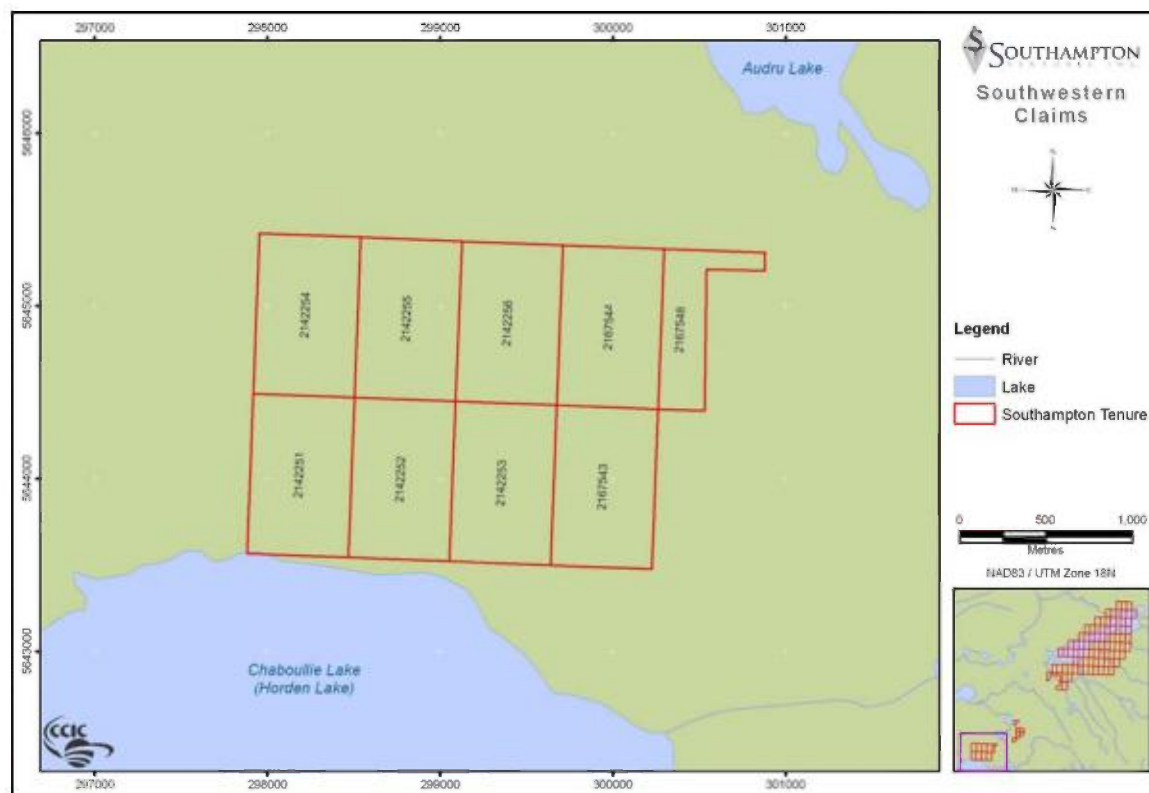 297000 298000 299000 300000 301000
SOUTHAMPTON
VENTURES INC.
Southwestern
Claims
Audru Lake
5646000
5645000
5644000
5643000
2142254
2142255
2142256
2167544
2167548
2142251
2142252
2142253
2167543
Chaboullie Lake
(Horden Lake)
CCIC
297000 298000 299000 300000 301000
N
S
Legend
River
Lake
Southampton Tenure
0 500 1,000
Metres
NAD83 / UTM Zone 18N